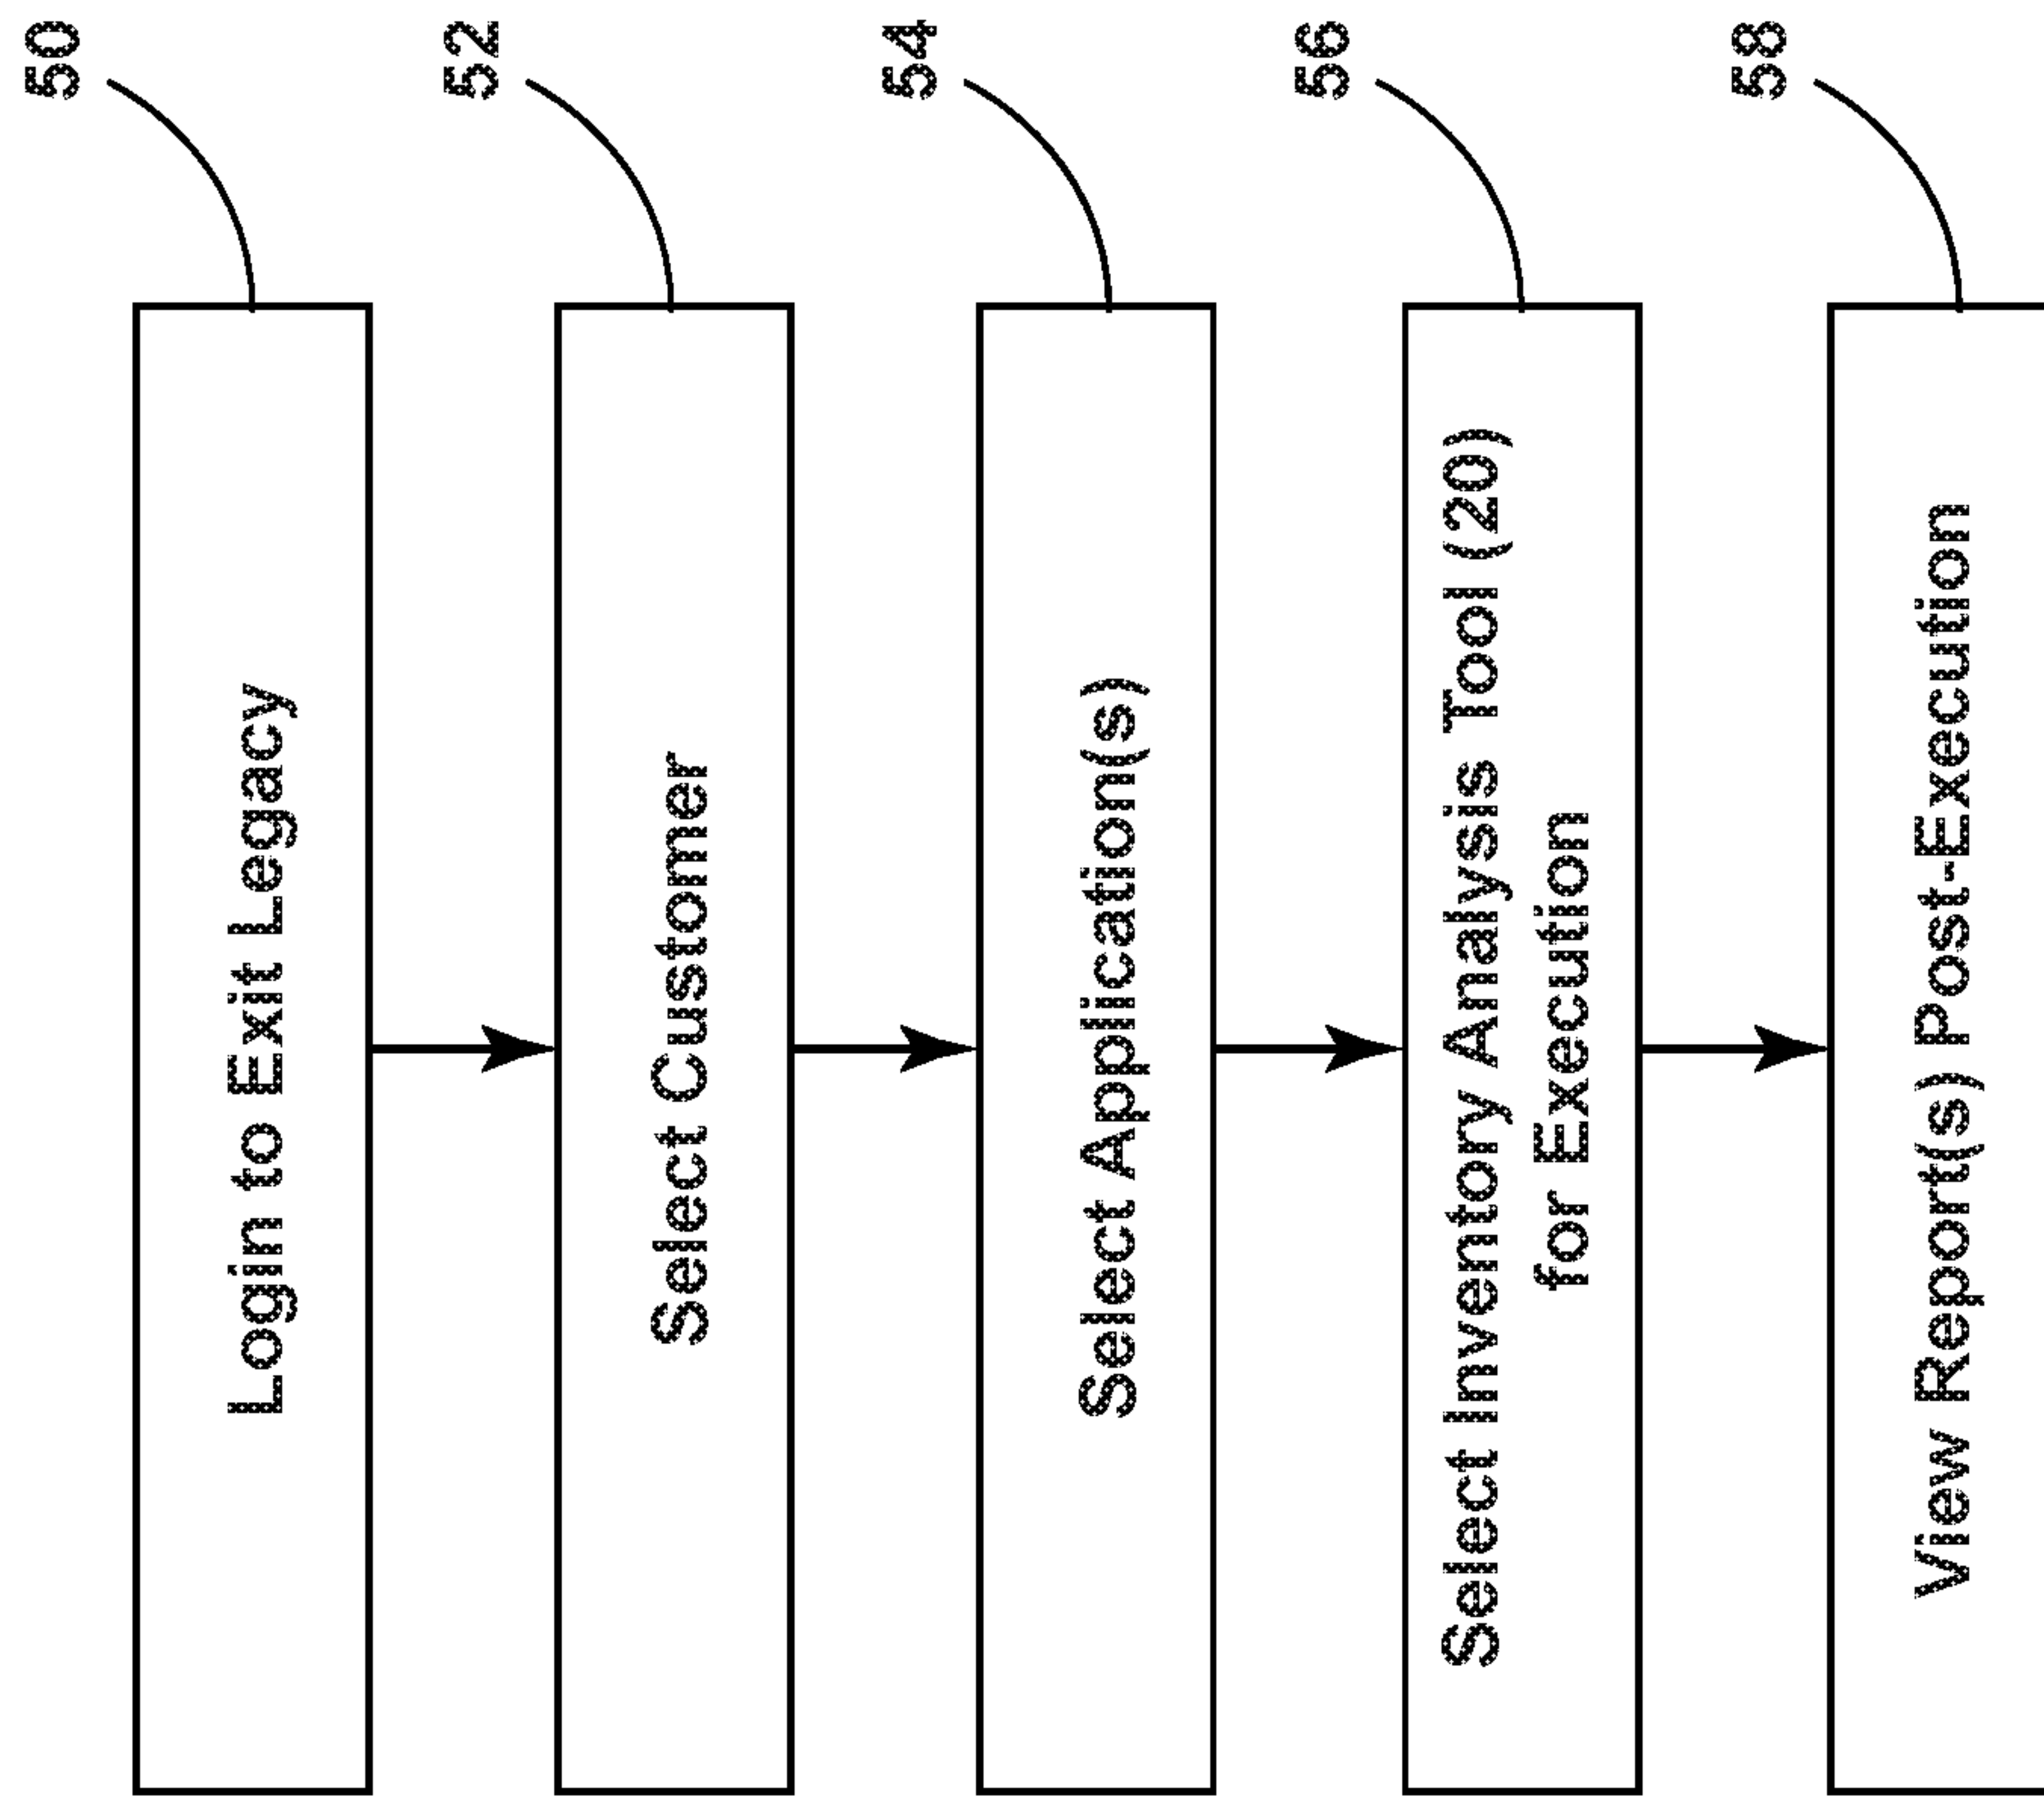 50
Login to Exit Legacy
52
Select Customer
54
Select Application(s)
56
Select Inventory Analysis Tool (20)
for Execution
58
View Report(s) Post-Execution